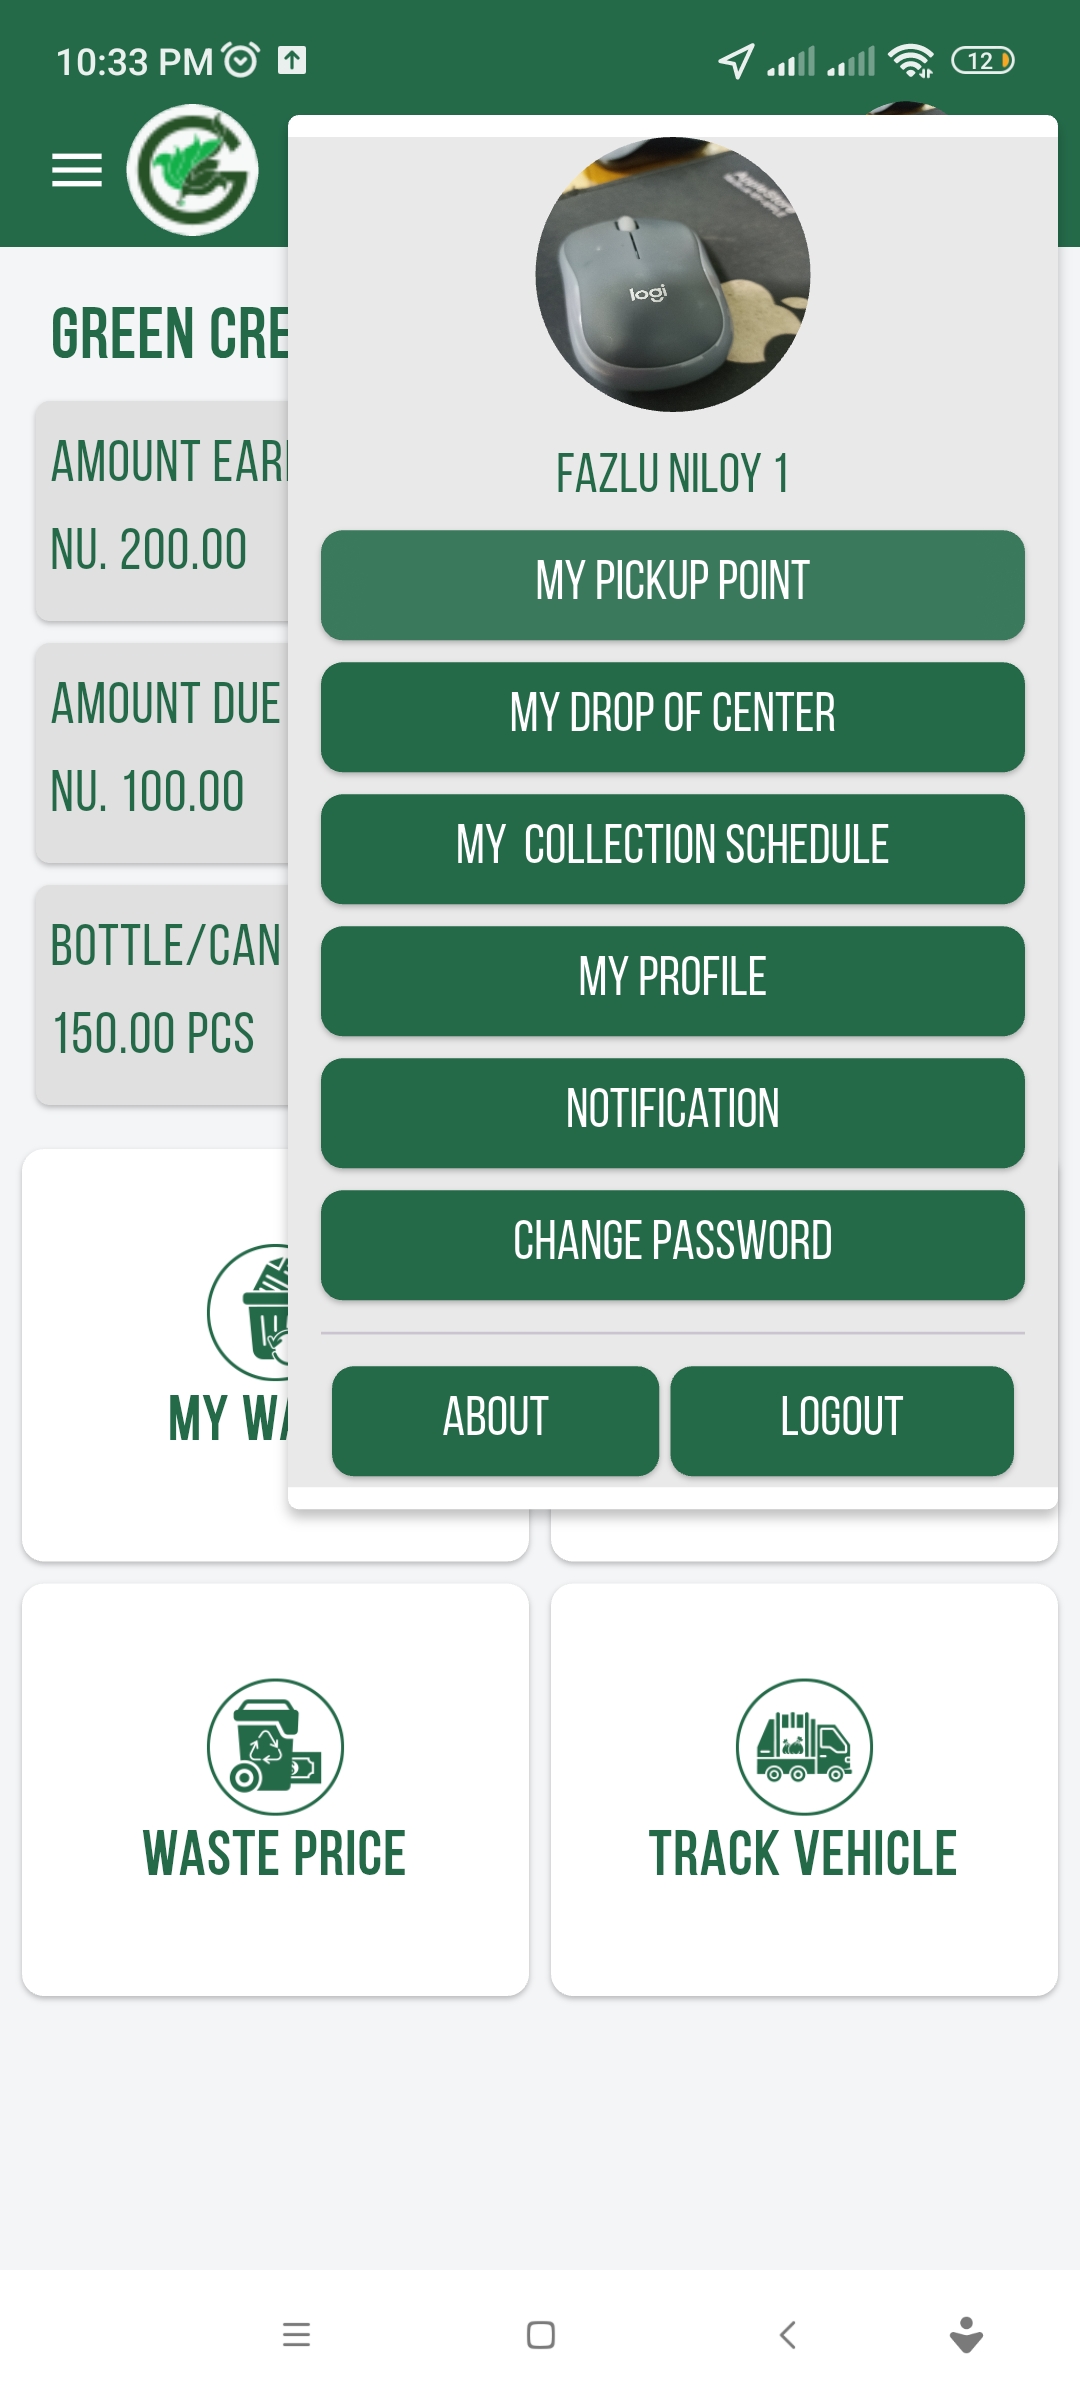 10:33 PM
12
logi
GREEN CRE
FAZLU NILOY 1
AMOUNT EAR
NU. 200.00
AMOUNT DUE
NU. 100.00
BOTTLE/CAN
150.00 PCS
MY PICKUP POINT
MY DROP OF CENTER
MY  COLLECTION SCHEDULE
MY PROFILE
NOTIFICATION
CHANGE PASSWORD
ABOUT
LOGOUT
MY WA
WASTE PRICE
TRACK VEHICLE